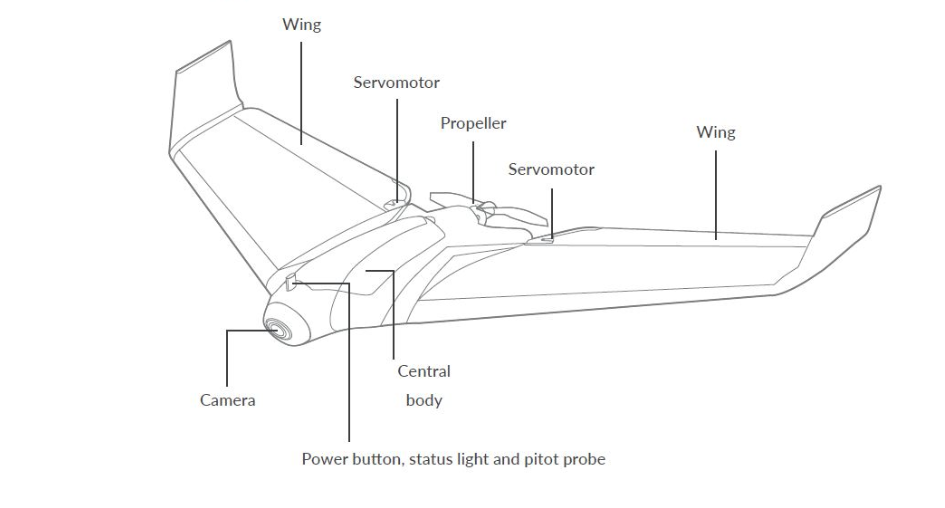 Wing
Servomotor
Propeller
Wing
Servomotor
Central
body
Camera
Power button, status light and pitot probe